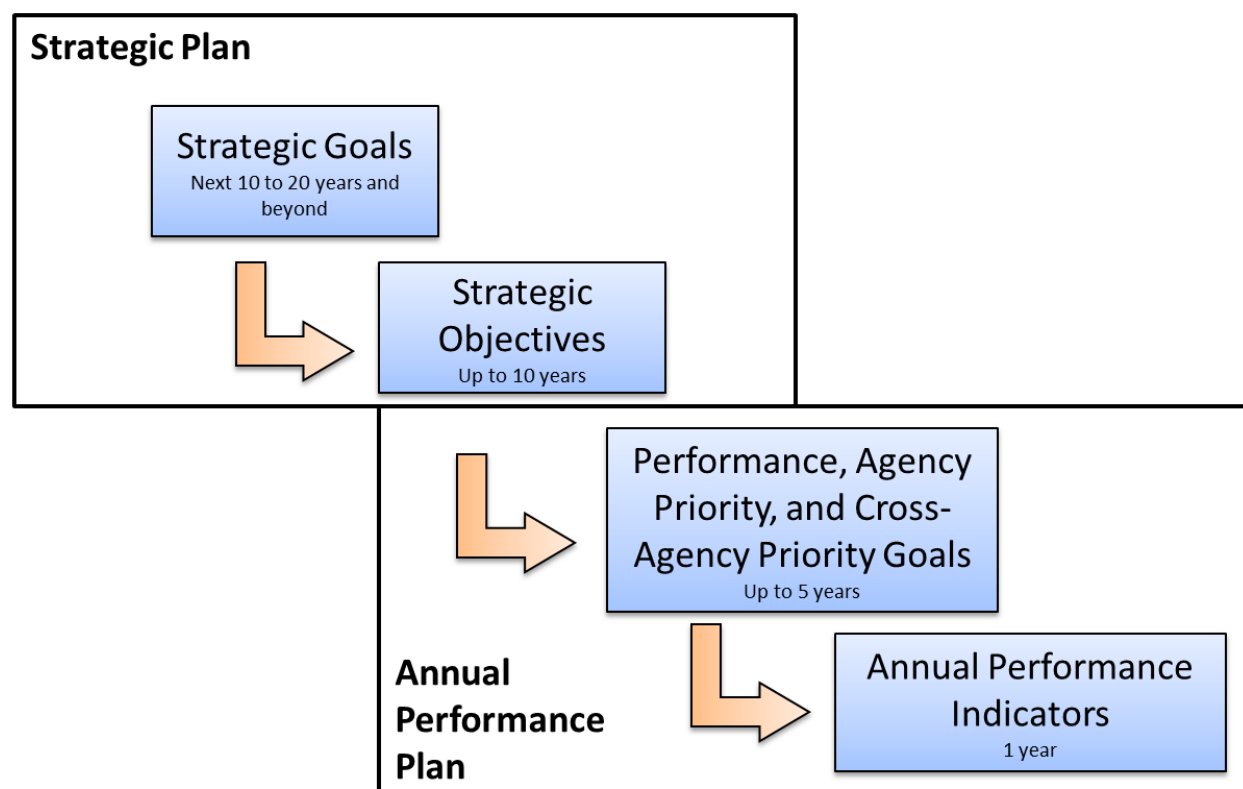 Strategic Plan
Strategic Goals
Next 10 to 20 years and
beyond
Strategic
Objectives
Up to 10 years
Performance, Agency
Priority, and Cross-
Agency Priority Goals
Up to 5 years
Annual
Performance
Plan
Annual Performance
Indicators
1 year